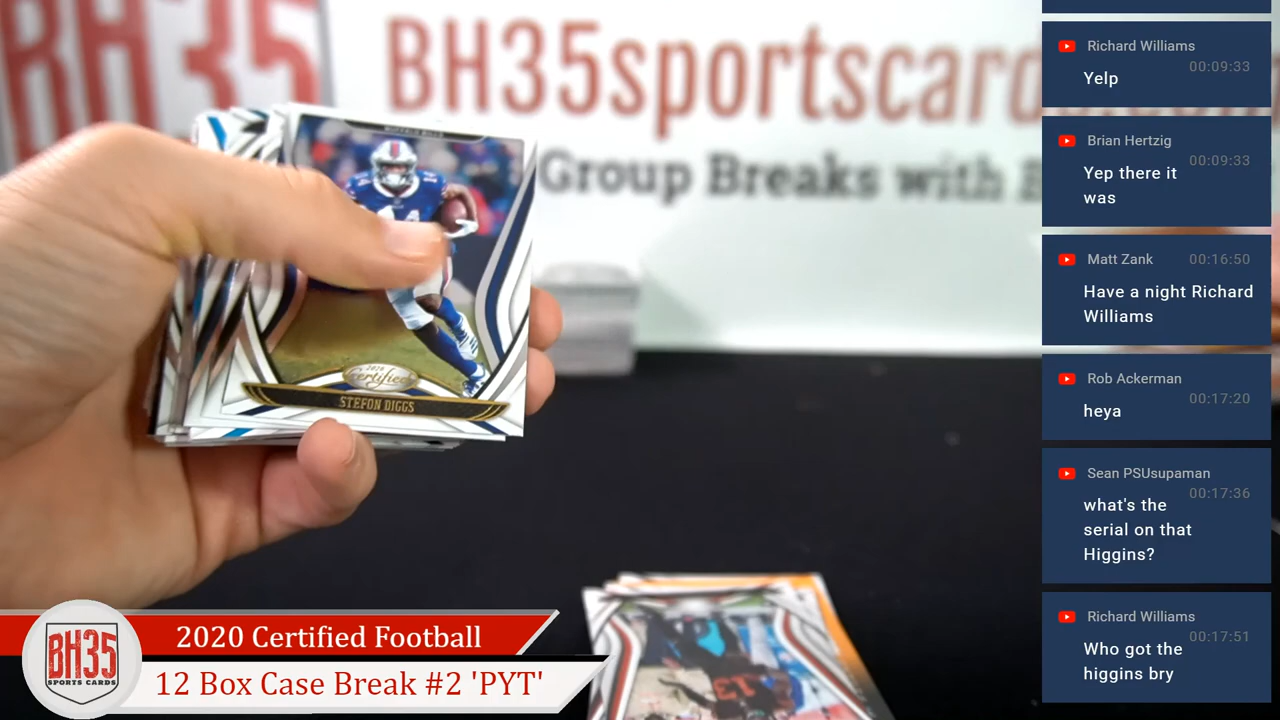 BH35
BH35sportscard
Group Breaks with
BUFFALO BILLS
14
2020
Certified
STEFON DIGGS
13
BH35
SPORTS CARDS
2020 Certified Football
12 Box Case Break #2 'PYT'
Richard Williams
00:09:33
Yelp
Brian Hertzig
00:09:33
Yep there it
was
Matt Zank
00:16:50
Have a night Richard
Williams
Rob Ackerman
00:17:20
heya
Sean PSUsupaman
00:17:36
what's the
serial on that
Higgins?
Richard Williams
00:17:51
Who got the
higgins bry